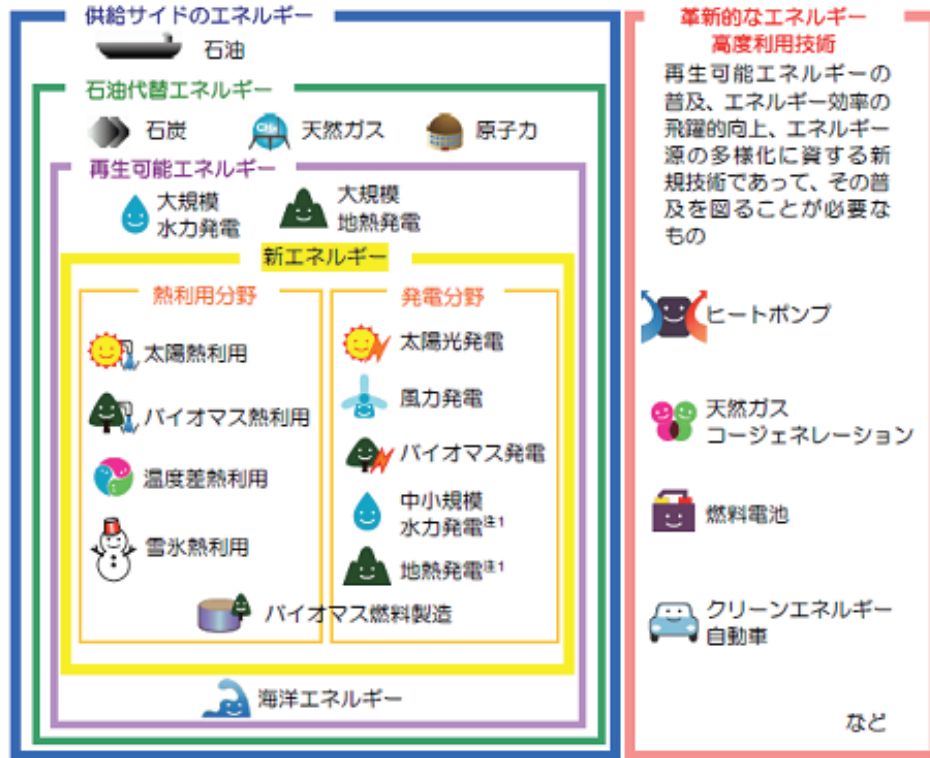 供給サイドのエネルギー
石油
石油代替エネルギー
石炭
天然ガス
原子力
再生可能エネルギー
大規模
水力発電
大規模
地熱発電
新エネルギー
熱利用分野
太陽熱利用
バイオマス熱利用
温度差熱利用
雪氷熱利用
発電分野
太陽光発電
風力発電
バイオマス発電
中小規模
水力発電注1
地熱発電注1
バイオマス燃料製造
海洋エネルギー
革新的なエネルギー
高度利用技術
再生可能エネルギーの
普及、エネルギー効率の
飛躍的向上、エネルギー
源の多様化に資する新
規技術であって、その普
及を図ることが必要な
もの
ヒートポンプ
天然ガス
コージェネレーション
燃料電池
クリーンエネルギー
自動車
など